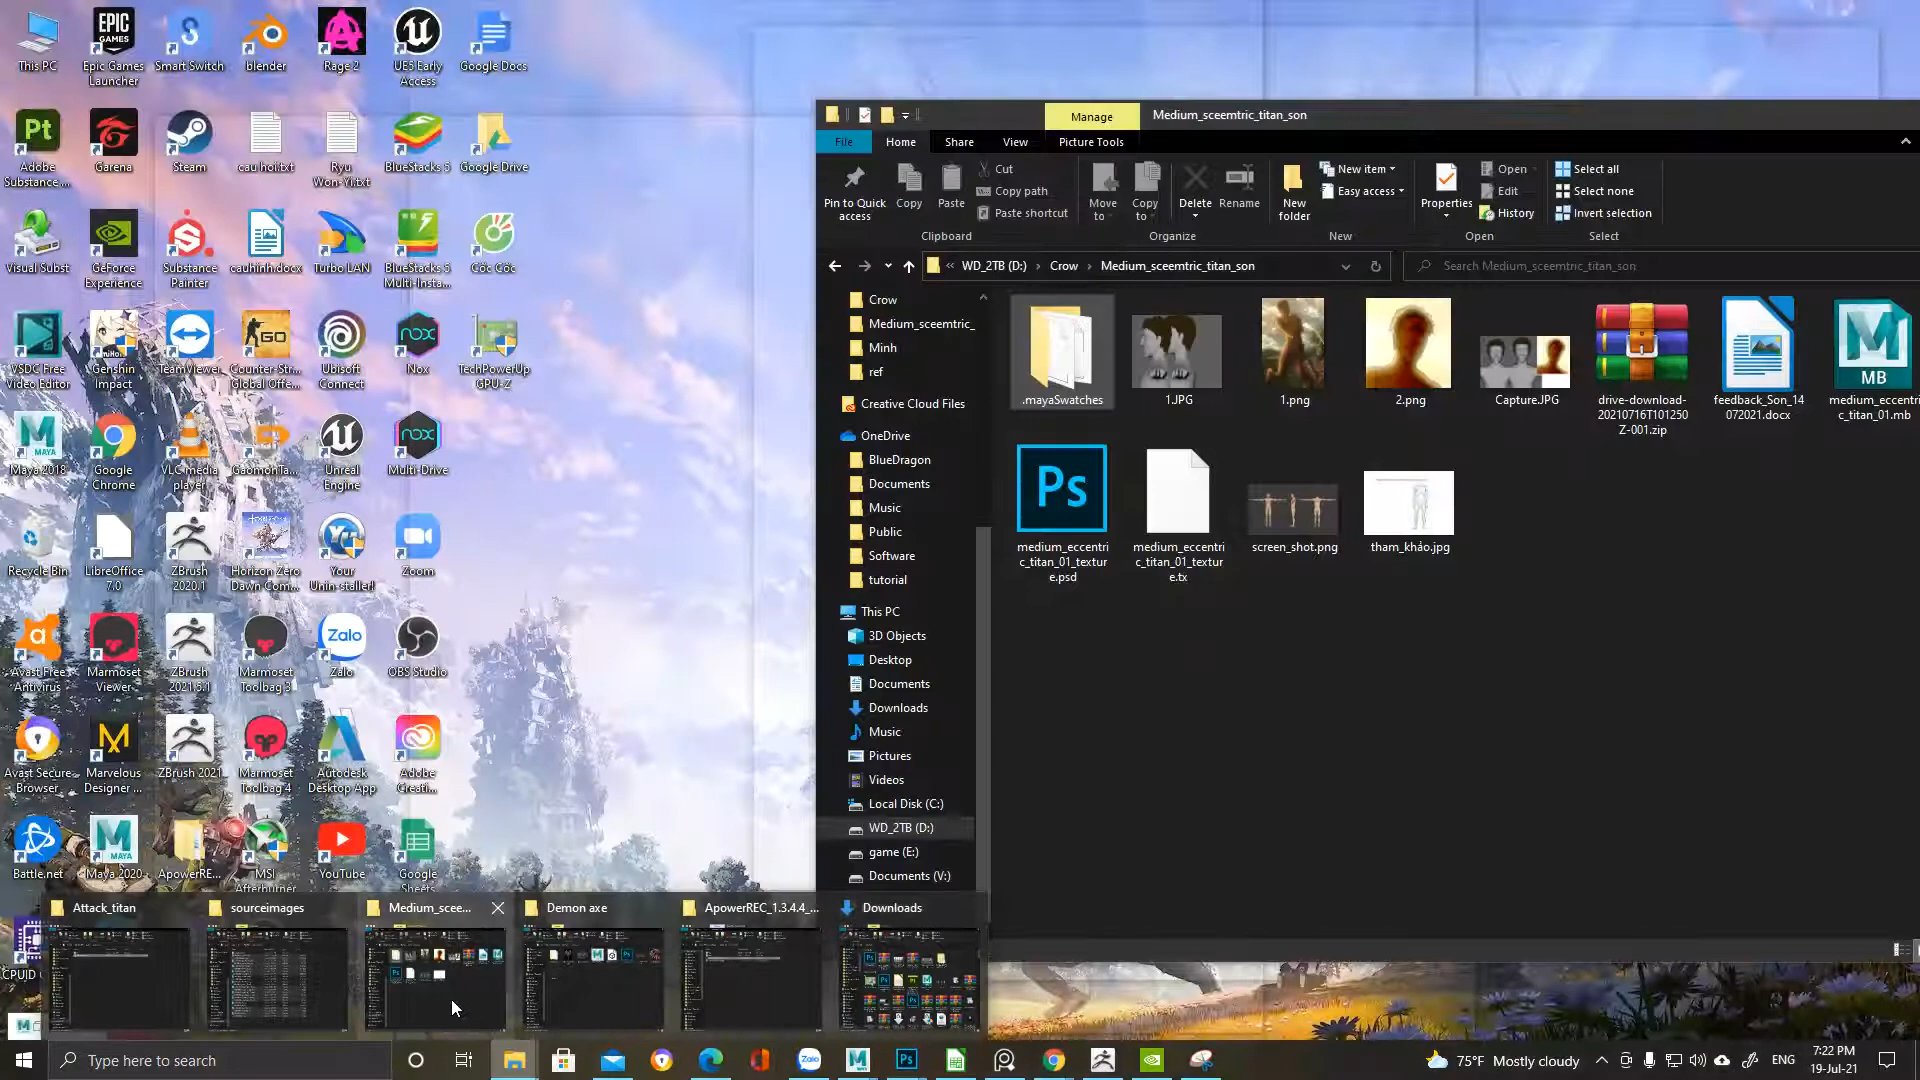 This PC
EPIC GAMES
Epic Games Launcher
Smart Switch
blender
Rage 2
UE5 Early Access
Google Docs
Pt
Adobe Substance ...
Garena
Steam
cau hoi.txt
Ryu Won-Yi.txt
BlueStacks 5
Google Drive
Visual Subst
GeForce Experience
Substance Painter
cauhinh.docx
Turbo LAN
BlueStacks 5 Multi-Insta...
Cốc Cốc
VSDC Free Video Editor
Genshin Impact
TeamViewer
Counter-Str... Global Offe...
Ubisoft Connect
Nox
TechPowerUp GPU-Z
Maya 2018
Google Chrome
VLC media player
GaomonTa...
Unreal Engine
Multi-Drive
Recycle Bin
LibreOffice 7.0
ZBrush 2020.1
Horizon Zero Dawn Com...
Your Unin-staller!
Zoom
Avast Free Antivirus
Marmoset Viewer
ZBrush 2021.5.1
Marmoset Toolbag 3
Zalo
Zalo
OBS Studio
Avast Secure Browser
Marvelous Designer ...
ZBrush 2021
Marmoset Toolbag 4
Autodesk Desktop App
Adobe Creati...
Battle.net
Maya 2020
ApowerRE...
MSI Afterburner
YouTube
Google Sheets
CPUID
Manage
Medium_sceemtric_titan_son
File
Home
Share
View
Picture Tools
Pin to Quick access
Copy
Paste
Cut
Copy path
Paste shortcut
Clipboard
Move to
Copy to
Delete
Rename
Organize
New folder
New item
Easy access
New
Properties
Open
Edit
History
Open
Select all
Select none
Invert selection
Select
« WD_2TB (D:) › Crow › Medium_sceemtric_titan_son
Search Medium_sceemtric_titan_son
Crow
Medium_sceemtric_
Minh
ref
Creative Cloud Files
OneDrive
BlueDragon
Documents
Music
Public
Software
tutorial
This PC
3D Objects
Desktop
Documents
Downloads
Music
Pictures
Videos
Local Disk (C:)
WD_2TB (D:)
game (E:)
Documents (V:)
.mayaSwatches
1.JPG
1.png
2.png
Capture.JPG
drive-download-20210716T101250Z-001.zip
feedback_Son_14072021.docx
MB
medium_eccentric_titan_01.mb
Ps
medium_eccentric_titan_01_texture.psd
medium_eccentric_titan_01_texture.tx
screen_shot.png
tham_khảo.jpg
Attack_titan
sourceimages
Medium_scee...
Demon axe
ApowerREC_1.3.4.4_...
Downloads
Type here to search
75°F Mostly cloudy
ENG
7:22 PM
19-Jul-21